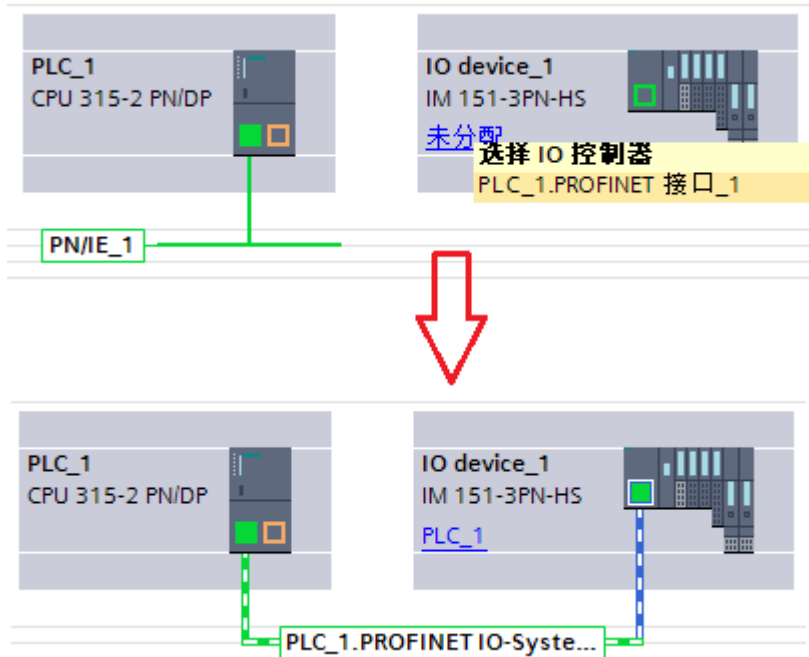 PLC_1
CPU 315-2 PN/DP
IO device_1
IM 151-3PN-HS
未分配
选择 IO 控制器
PLC_1.PROFINET 接口_1
PN/IE_1
PLC_1
CPU 315-2 PN/DP
IO device_1
IM 151-3PN-HS
PLC_1
PLC_1.PROFINET IO-Syste...